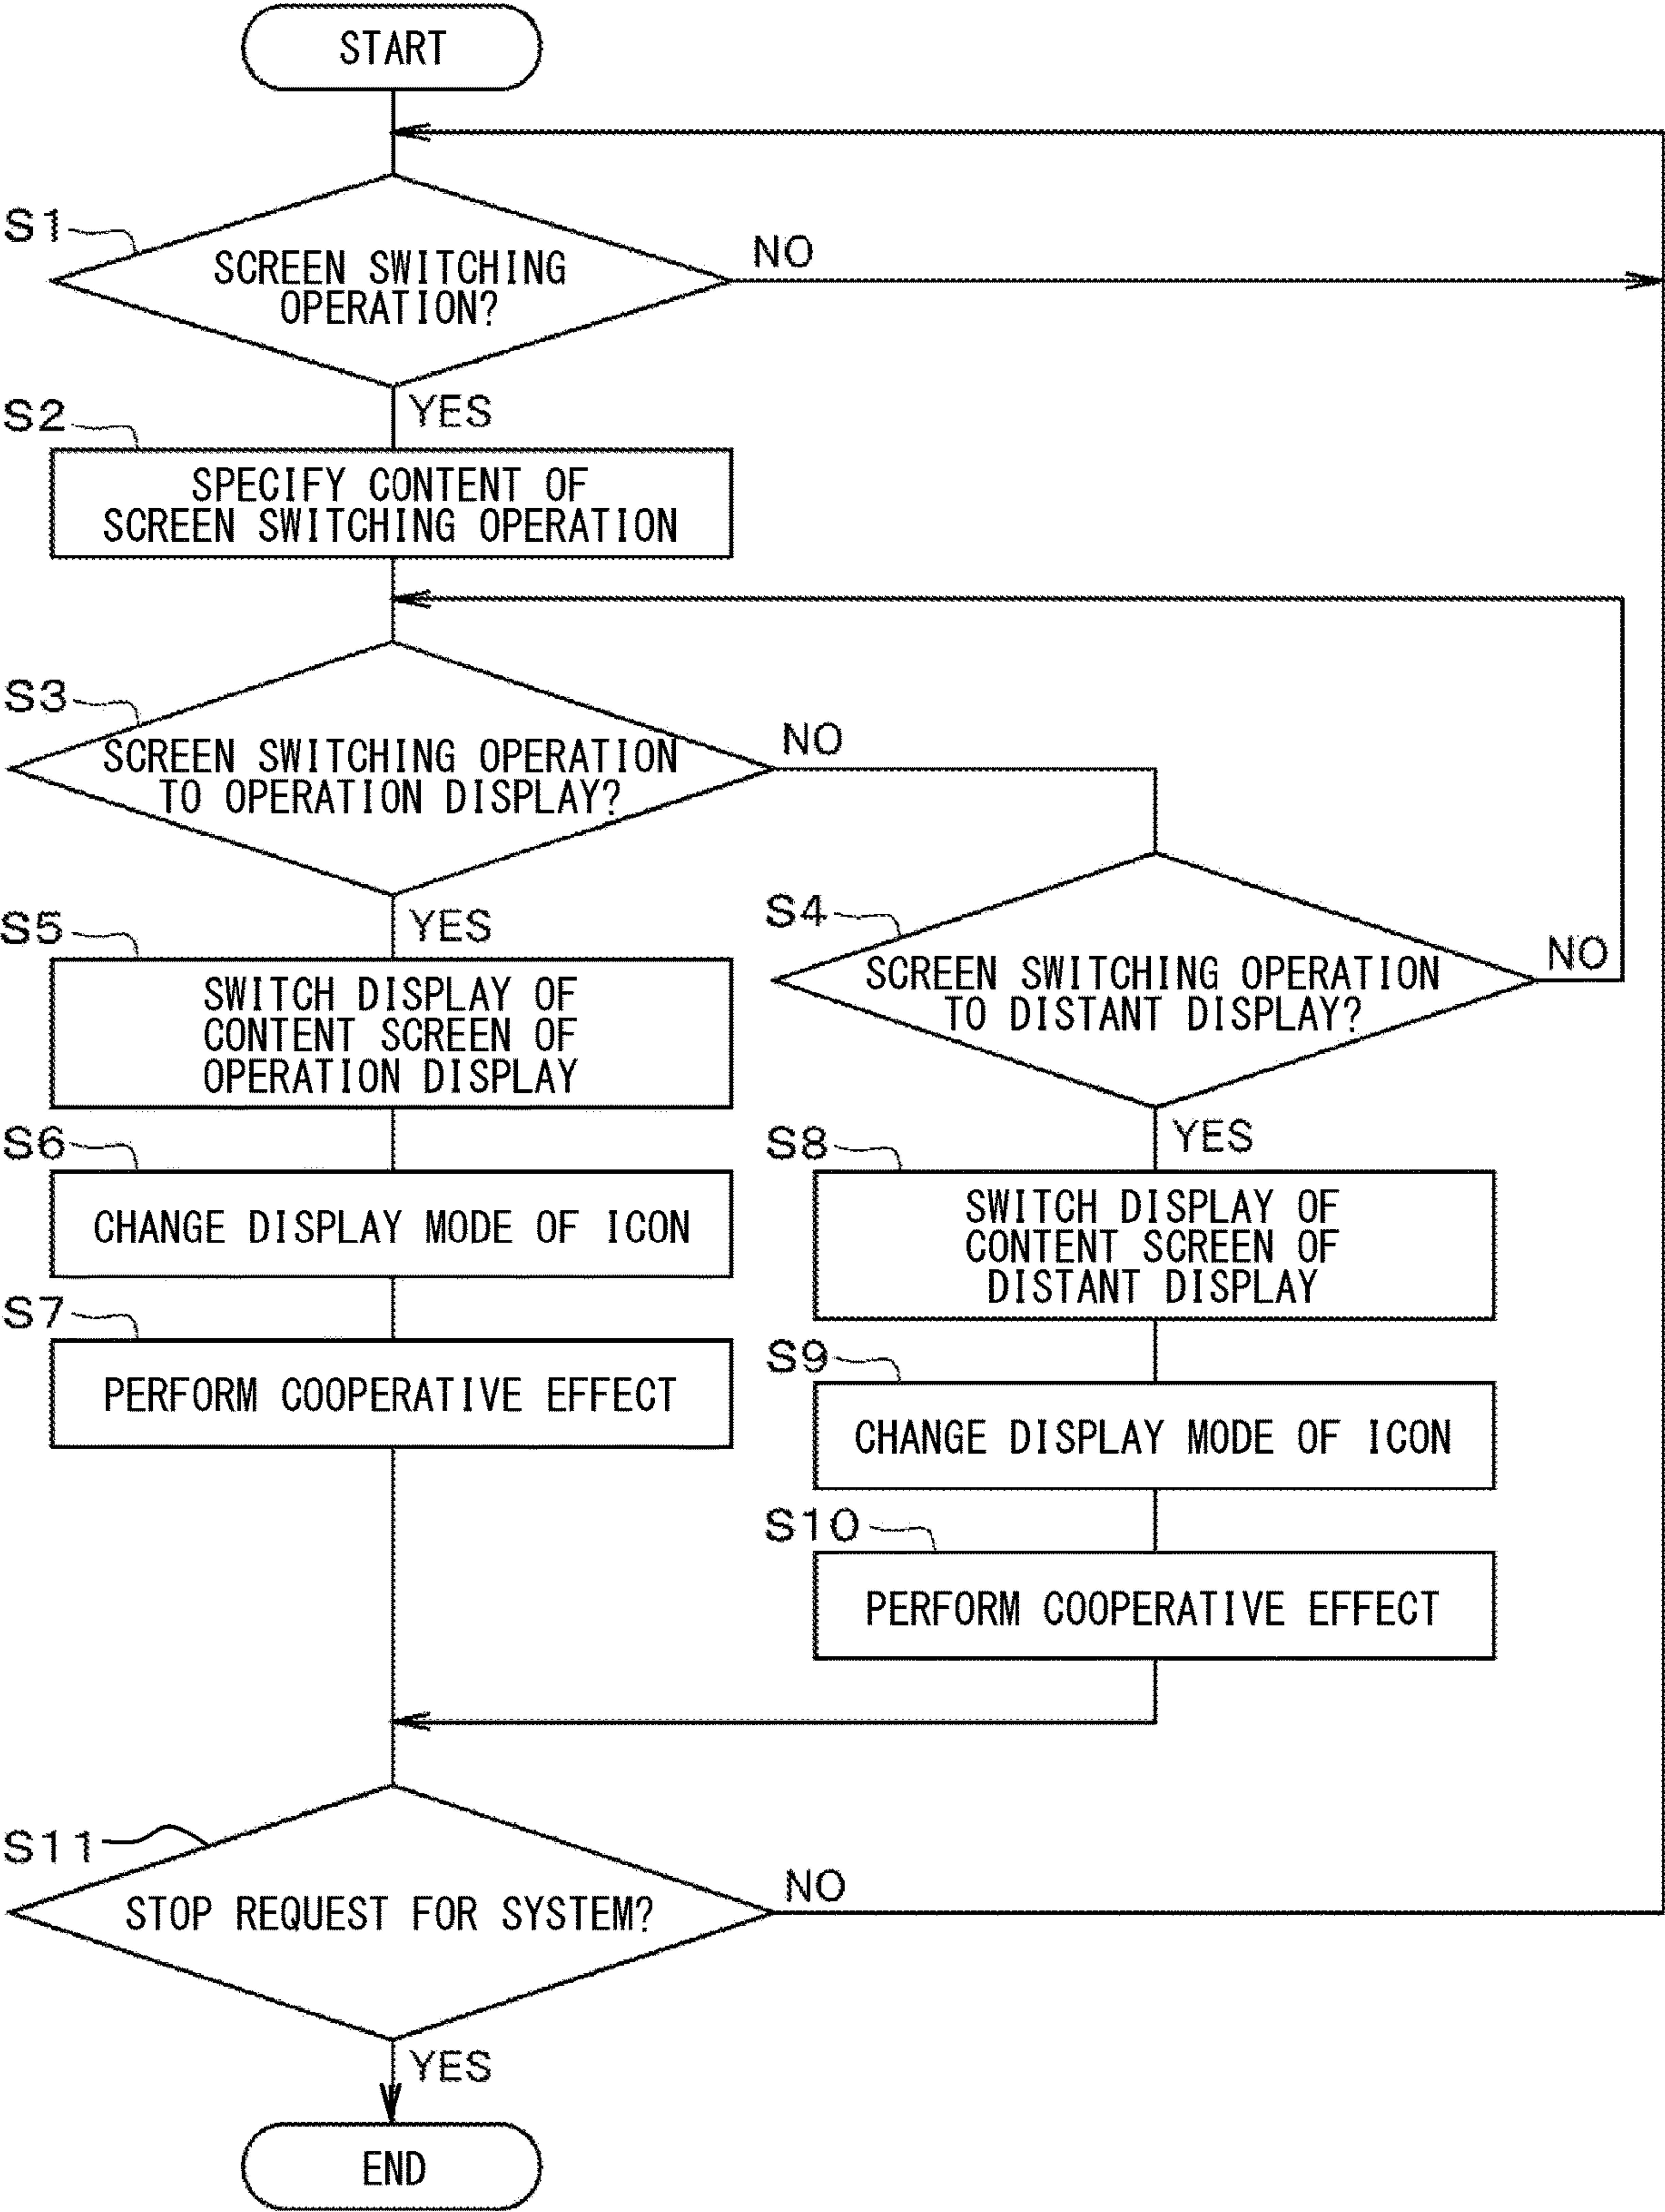 START
S1
SCREEN SWITCHING
OPERATION?
NO
YES
S2
SPECIFY CONTENT OF
SCREEN SWITCHING OPERATION
S3
SCREEN SWITCHING OPERATION
TO OPERATION DISPLAY?
NO
YES
S4
SCREEN SWITCHING OPERATION
TO DISTANT DISPLAY?
NO
YES
S5
SWITCH DISPLAY OF
CONTENT SCREEN OF
OPERATION DISPLAY
S6
CHANGE DISPLAY MODE OF ICON
S7
PERFORM COOPERATIVE EFFECT
S8
SWITCH DISPLAY OF
CONTENT SCREEN OF
DISTANT DISPLAY
S9
CHANGE DISPLAY MODE OF ICON
S10
PERFORM COOPERATIVE EFFECT
S11
STOP REQUEST FOR SYSTEM?
NO
YES
END